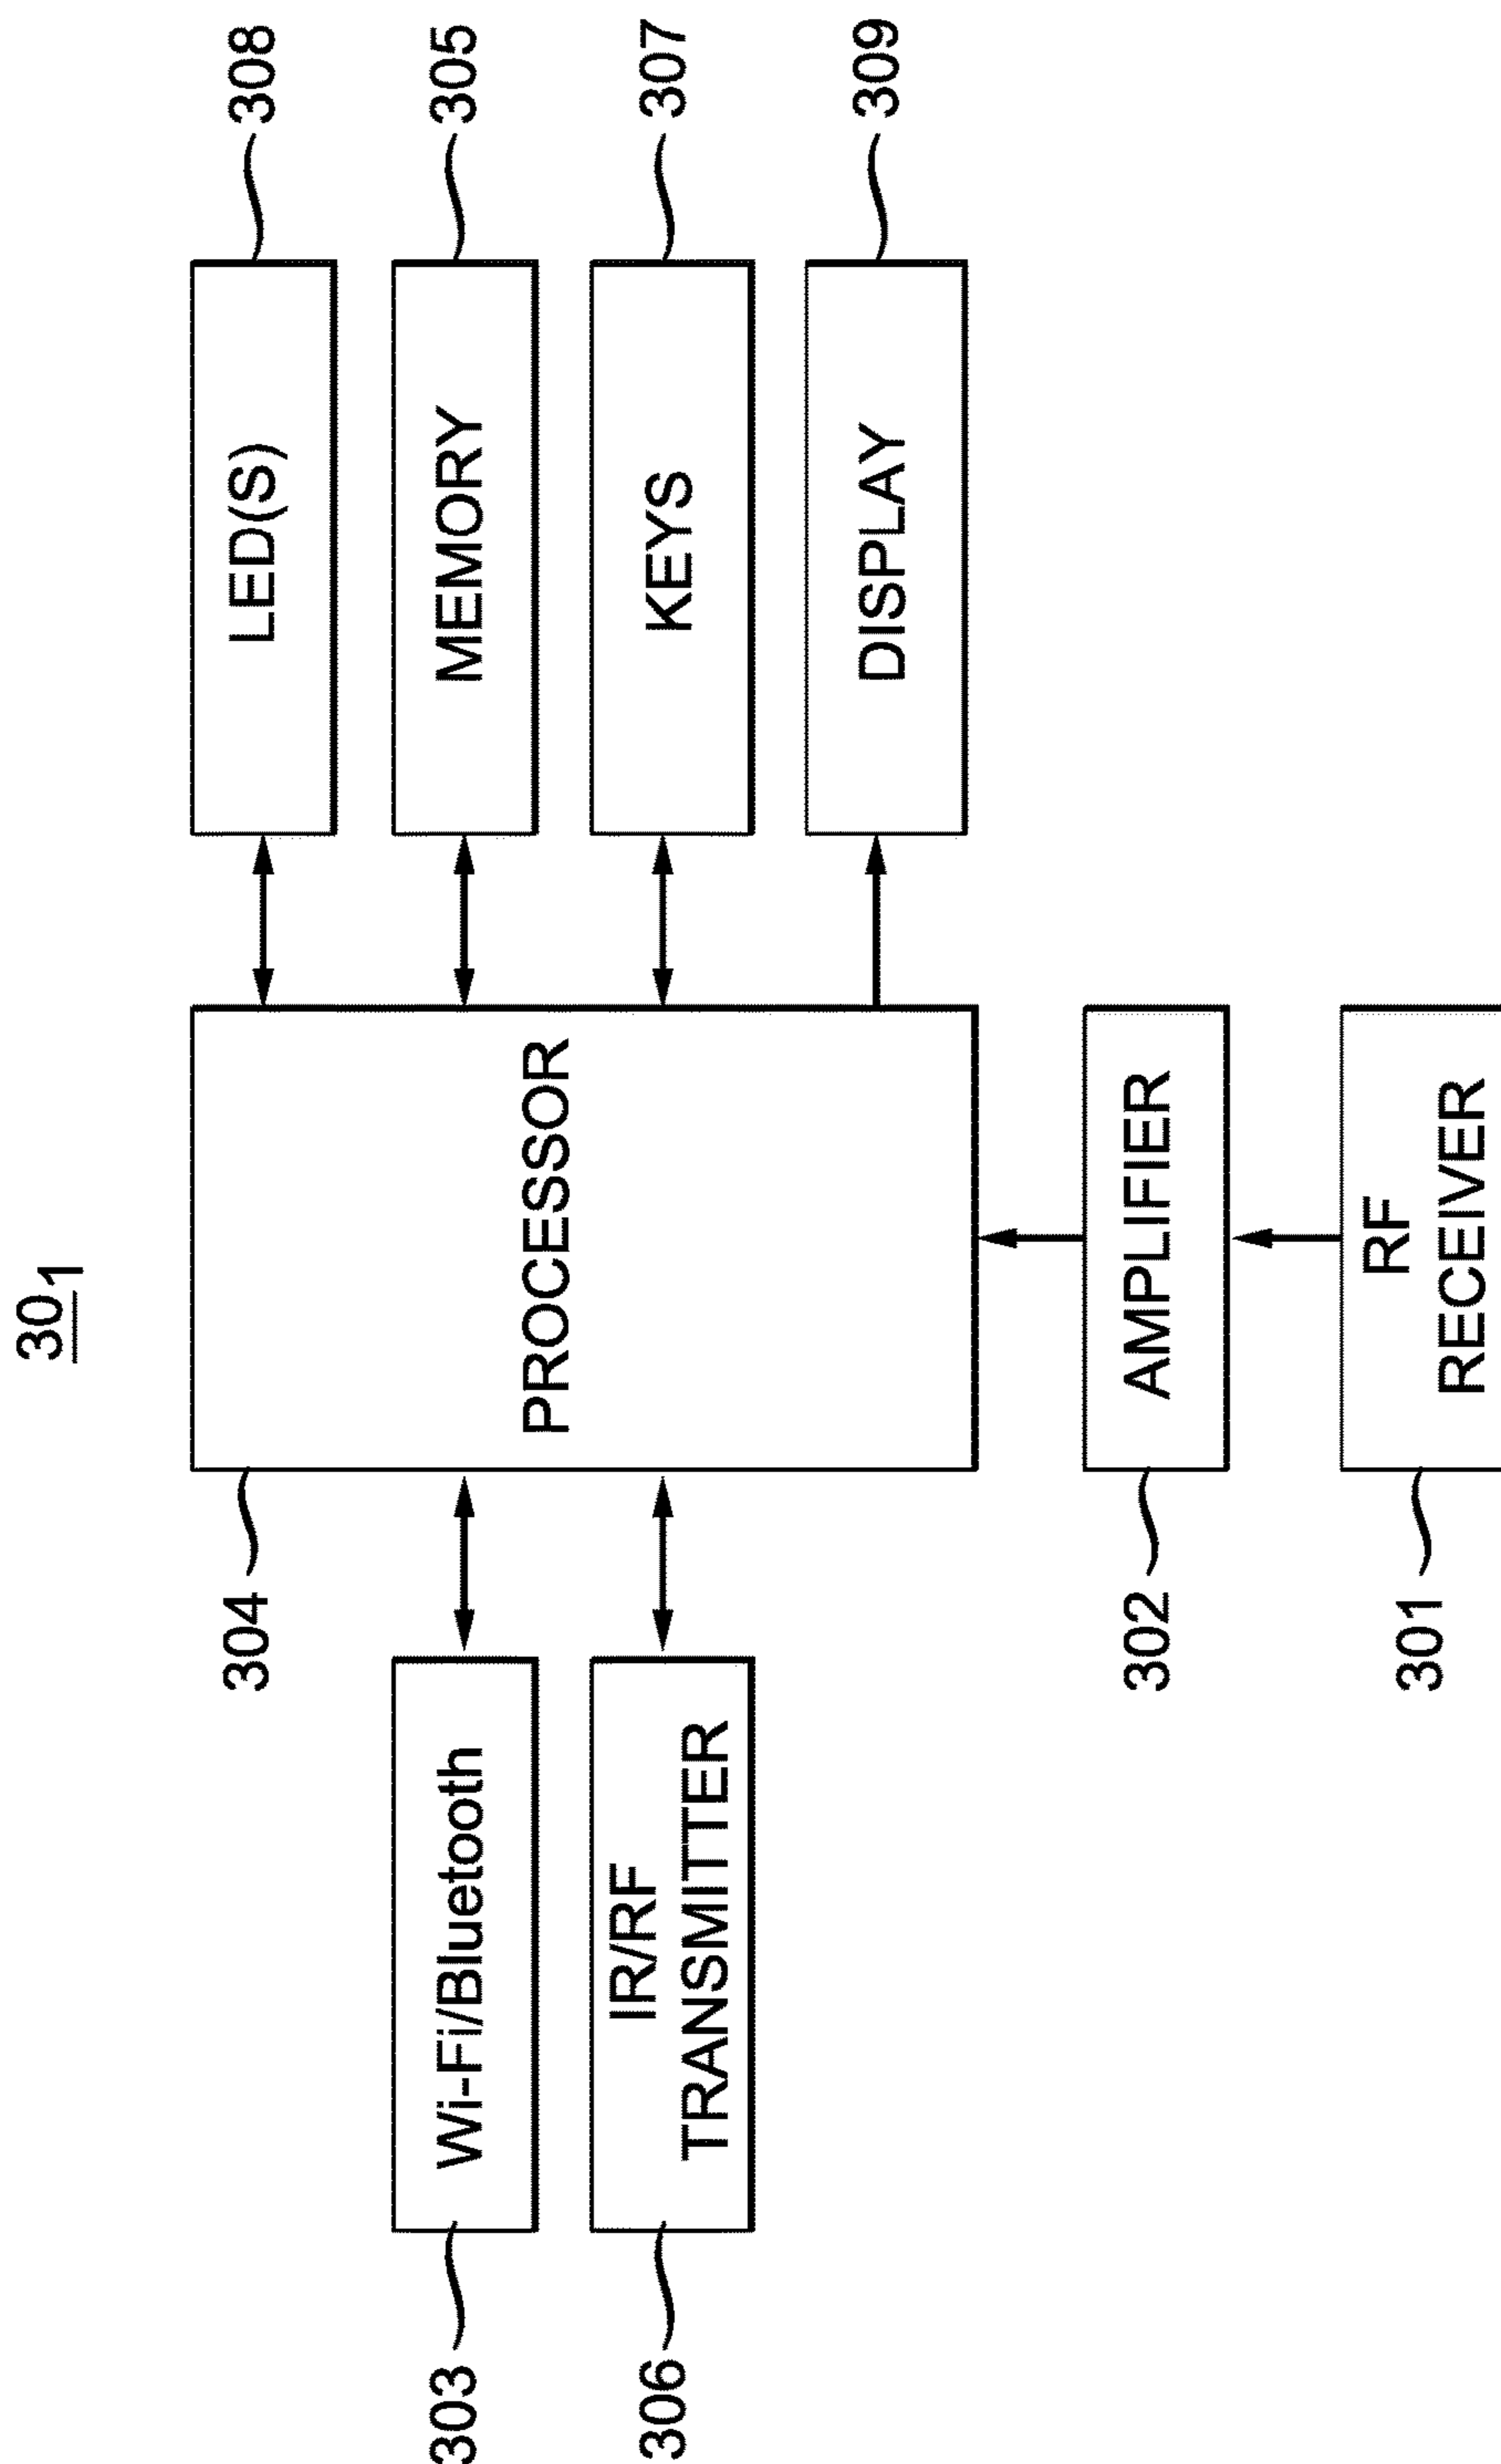 30₁
304
PROCESSOR
308
LED(S)
303
Wi-Fi/Bluetooth
305
MEMORY
306
IR/RF
TRANSMITTER
307
KEYS
309
DISPLAY
302
AMPLIFIER
301
RF
RECEIVER